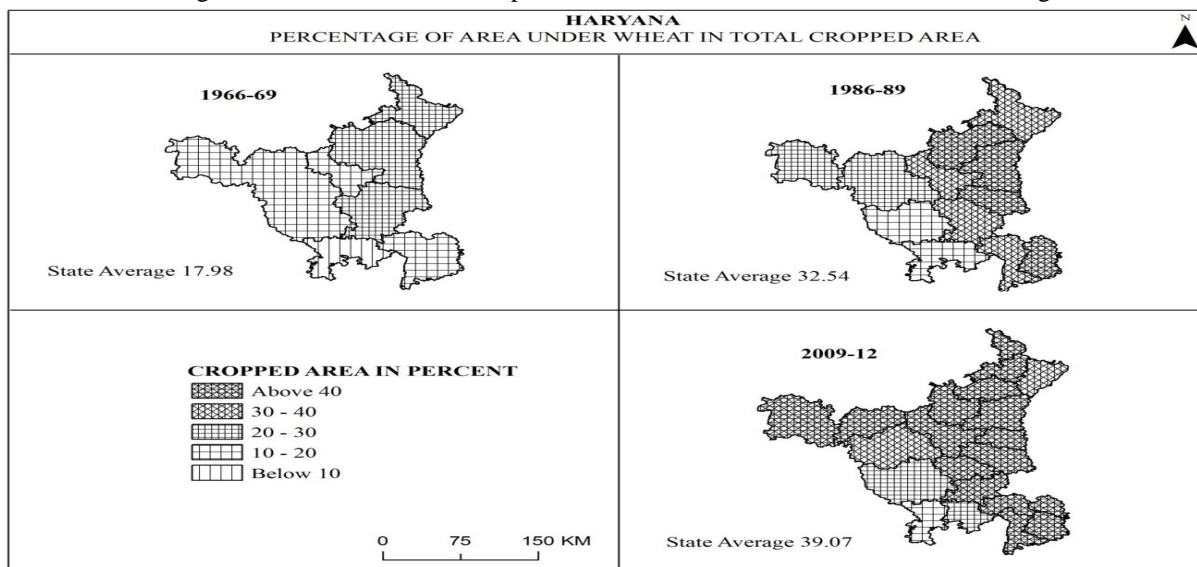 HARYANA
PERCENTAGE OF AREA UNDER WHEAT IN TOTAL CROPPED AREA
N
1966-69
State Average 17.98
1986-89
State Average 32.54
CROPPED AREA IN PERCENT
Above 40
30 - 40
20 - 30
10 - 20
Below 10
0 75 150 KM
2009-12
State Average 39.07